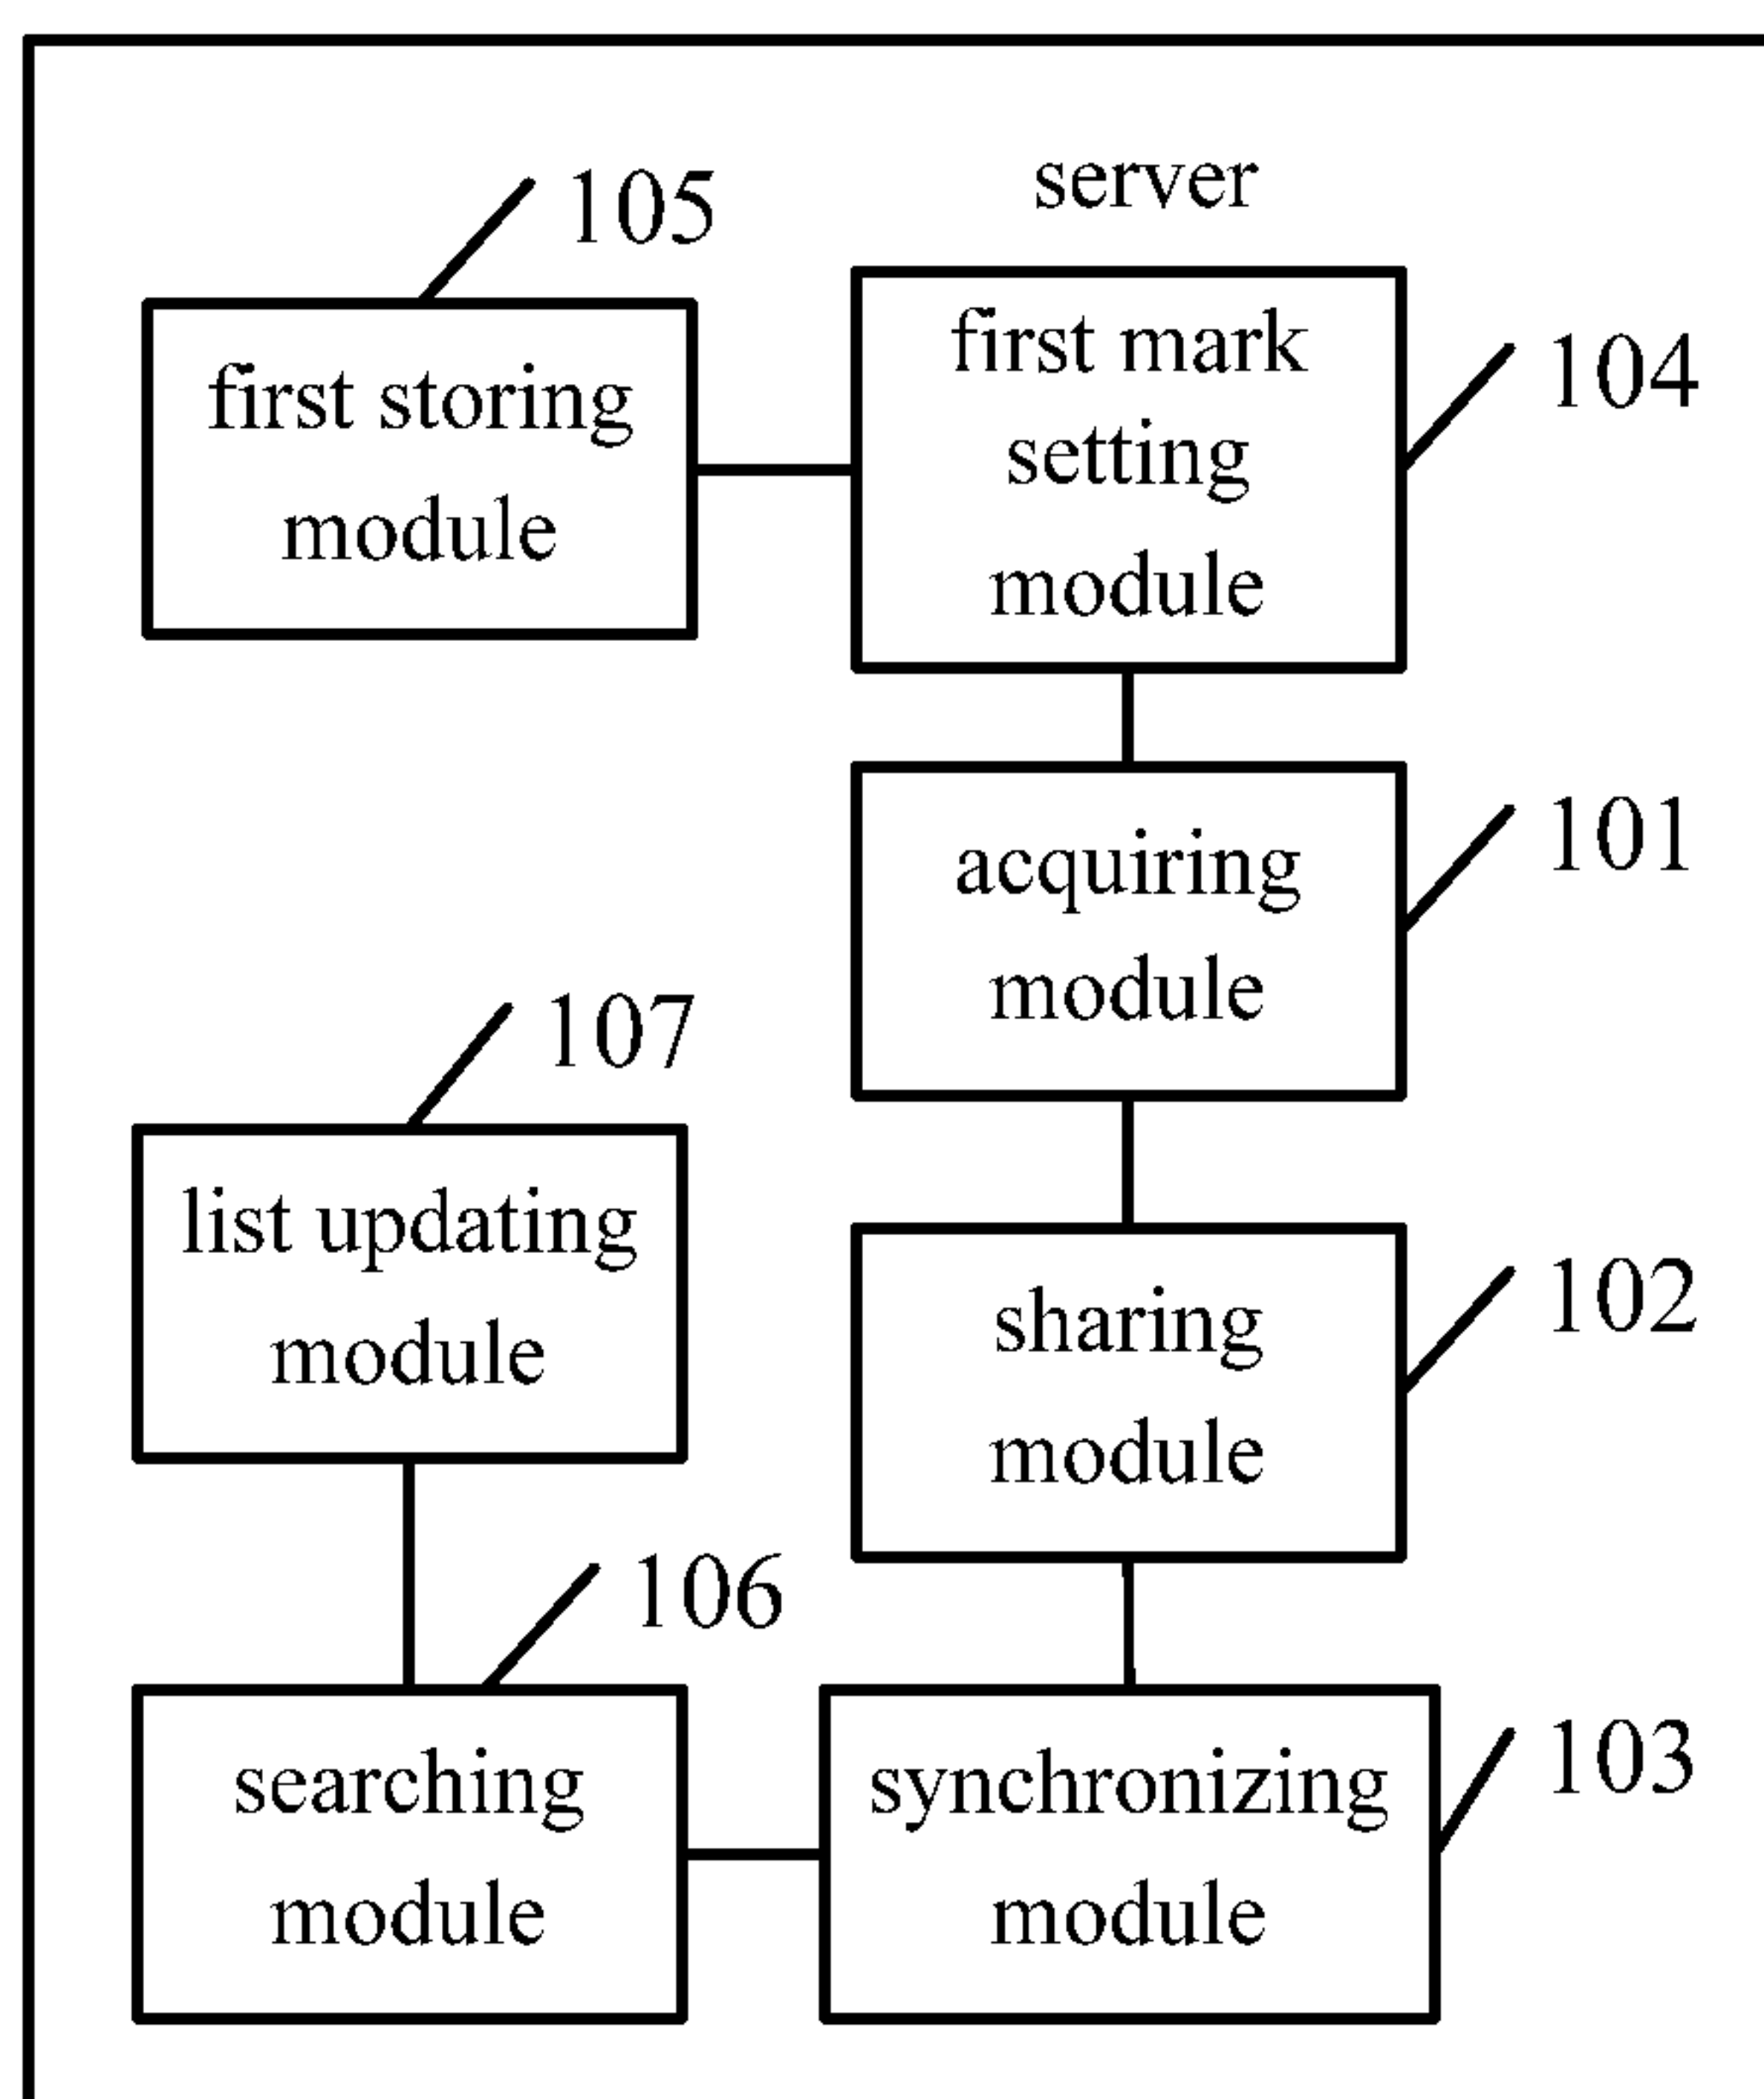 server
105
first storing
module
first mark
setting
module
104
acquiring
module
101
107
list updating
module
sharing
module
102
106
searching
module
synchronizing
module
103